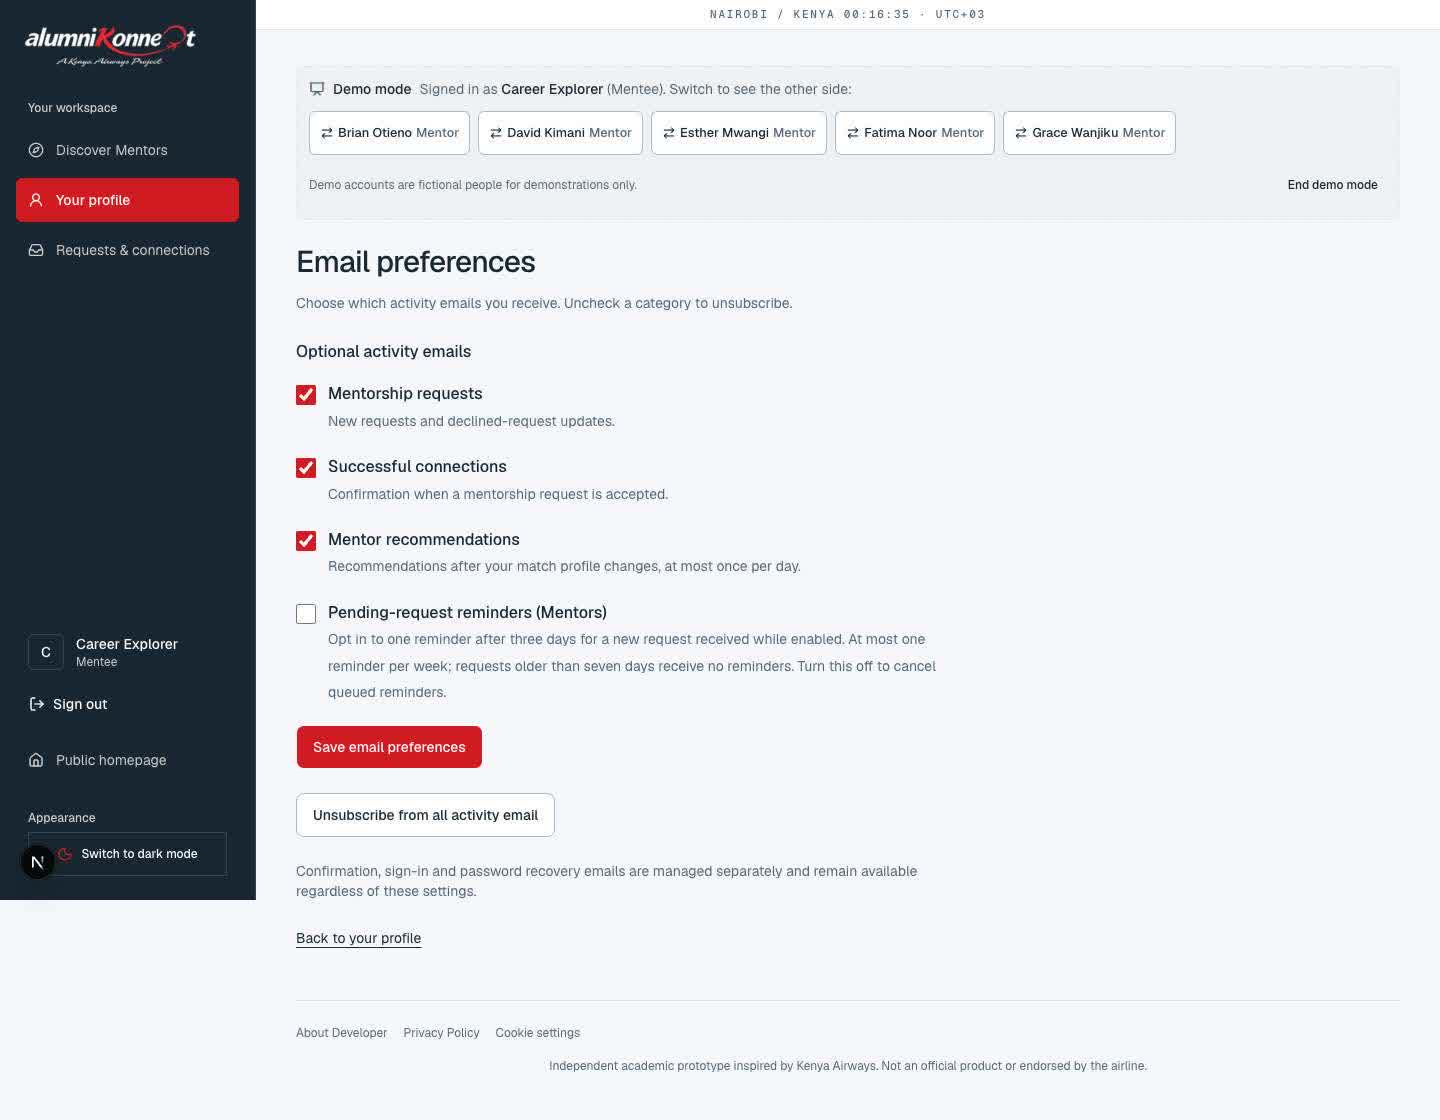 NAIROBI / KENYA 00:16:35 · UTC+03
alumniKonnect
A Kenya Airways Project
Your workspace
Discover Mentors
Your profile
Requests & connections
C
Career Explorer
Mentee
Sign out
Public homepage
Appearance
N
Switch to dark mode
Demo mode Signed in as Career Explorer (Mentee). Switch to see the other side:
Brian Otieno Mentor
David Kimani Mentor
Esther Mwangi Mentor
Fatima Noor Mentor
Grace Wanjiku Mentor
Demo accounts are fictional people for demonstrations only.
End demo mode
Email preferences
Choose which activity emails you receive. Uncheck a category to unsubscribe.
Optional activity emails
Mentorship requests
New requests and declined-request updates.
Successful connections
Confirmation when a mentorship request is accepted.
Mentor recommendations
Recommendations after your match profile changes, at most once per day.
Pending-request reminders (Mentors)
Opt in to one reminder after three days for a new request received while enabled. At most one
reminder per week; requests older than seven days receive no reminders. Turn this off to cancel
queued reminders.
Save email preferences
Unsubscribe from all activity email
Confirmation, sign-in and password recovery emails are managed separately and remain available
regardless of these settings.
Back to your profile
About Developer
Privacy Policy
Cookie settings
Independent academic prototype inspired by Kenya Airways. Not an official product or endorsed by the airline.